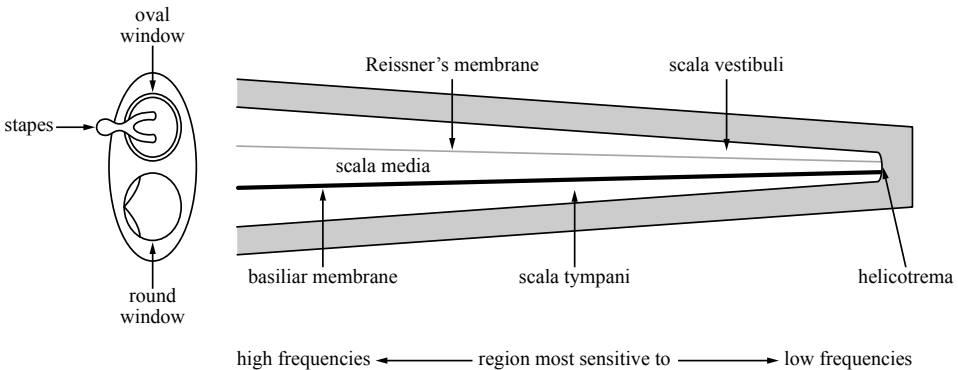 oval
window
Reissner's membrane
scala vestibuli
stapes
scala media
basiliar membrane
scala tympani
helicotrema
round
window
high frequencies
region most sensitive to
low frequencies